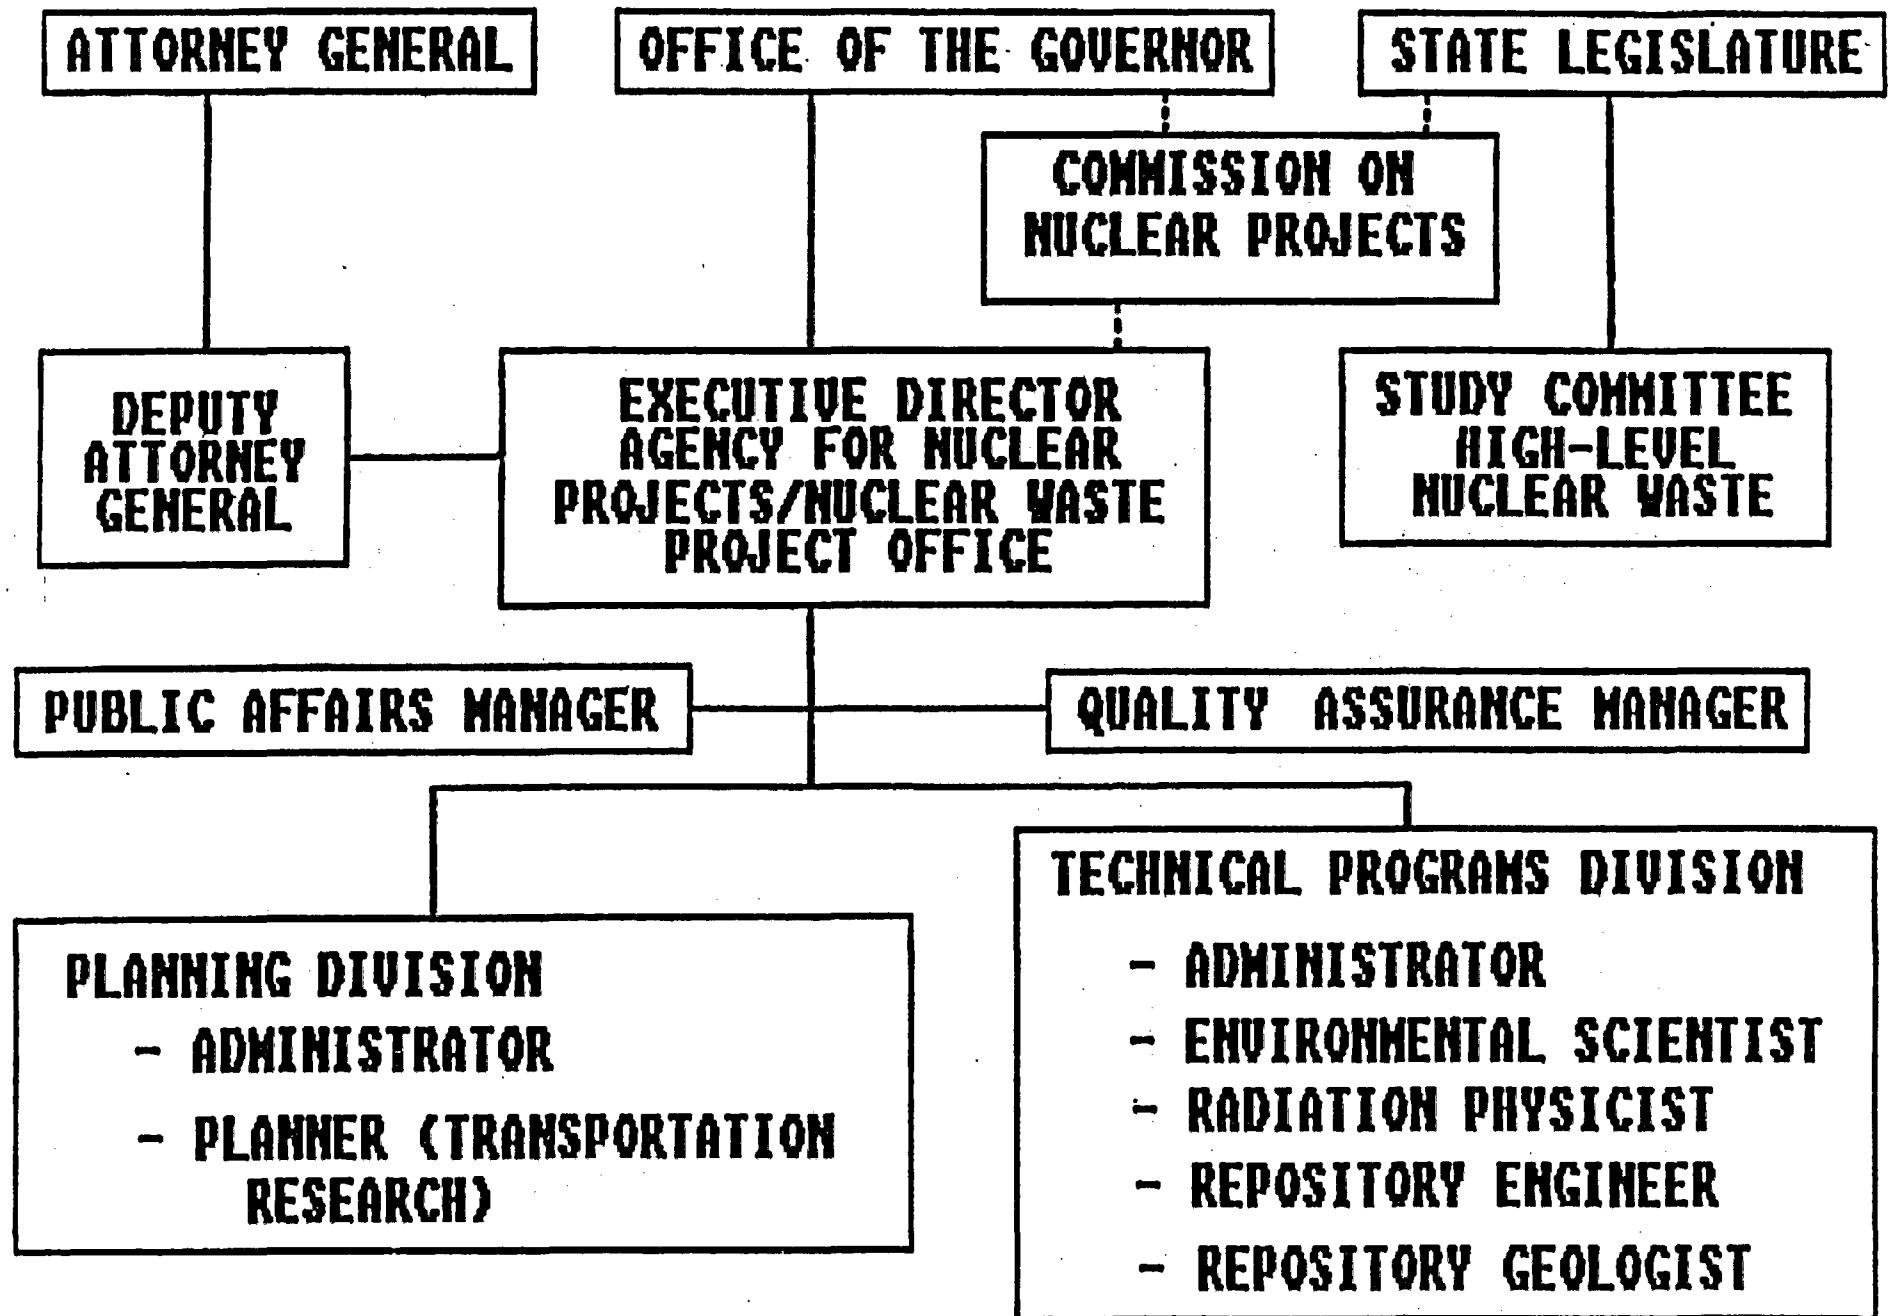 ATTORNEY GENERAL
OFFICE OF THE GOVERNOR
STATE LEGISLATURE
COMMISSION ON
NUCLEAR PROJECTS
DEPUTY
ATTORNEY
GENERAL
EXECUTIVE DIRECTOR
AGENCY FOR NUCLEAR
PROJECTS/NUCLEAR WASTE
PROJECT OFFICE
STUDY COMMITTEE
HIGH-LEVEL
NUCLEAR WASTE
PUBLIC AFFAIRS MANAGER
QUALITY ASSURANCE MANAGER
PLANNING DIVISION
- ADMINISTRATOR
- PLANNER (TRANSPORTATION
RESEARCH)
TECHNICAL PROGRAMS DIVISION
- ADMINISTRATOR
- ENVIRONMENTAL SCIENTIST
- RADIATION PHYSICIST
- REPOSITORY ENGINEER
- REPOSITORY GEOLOGIST